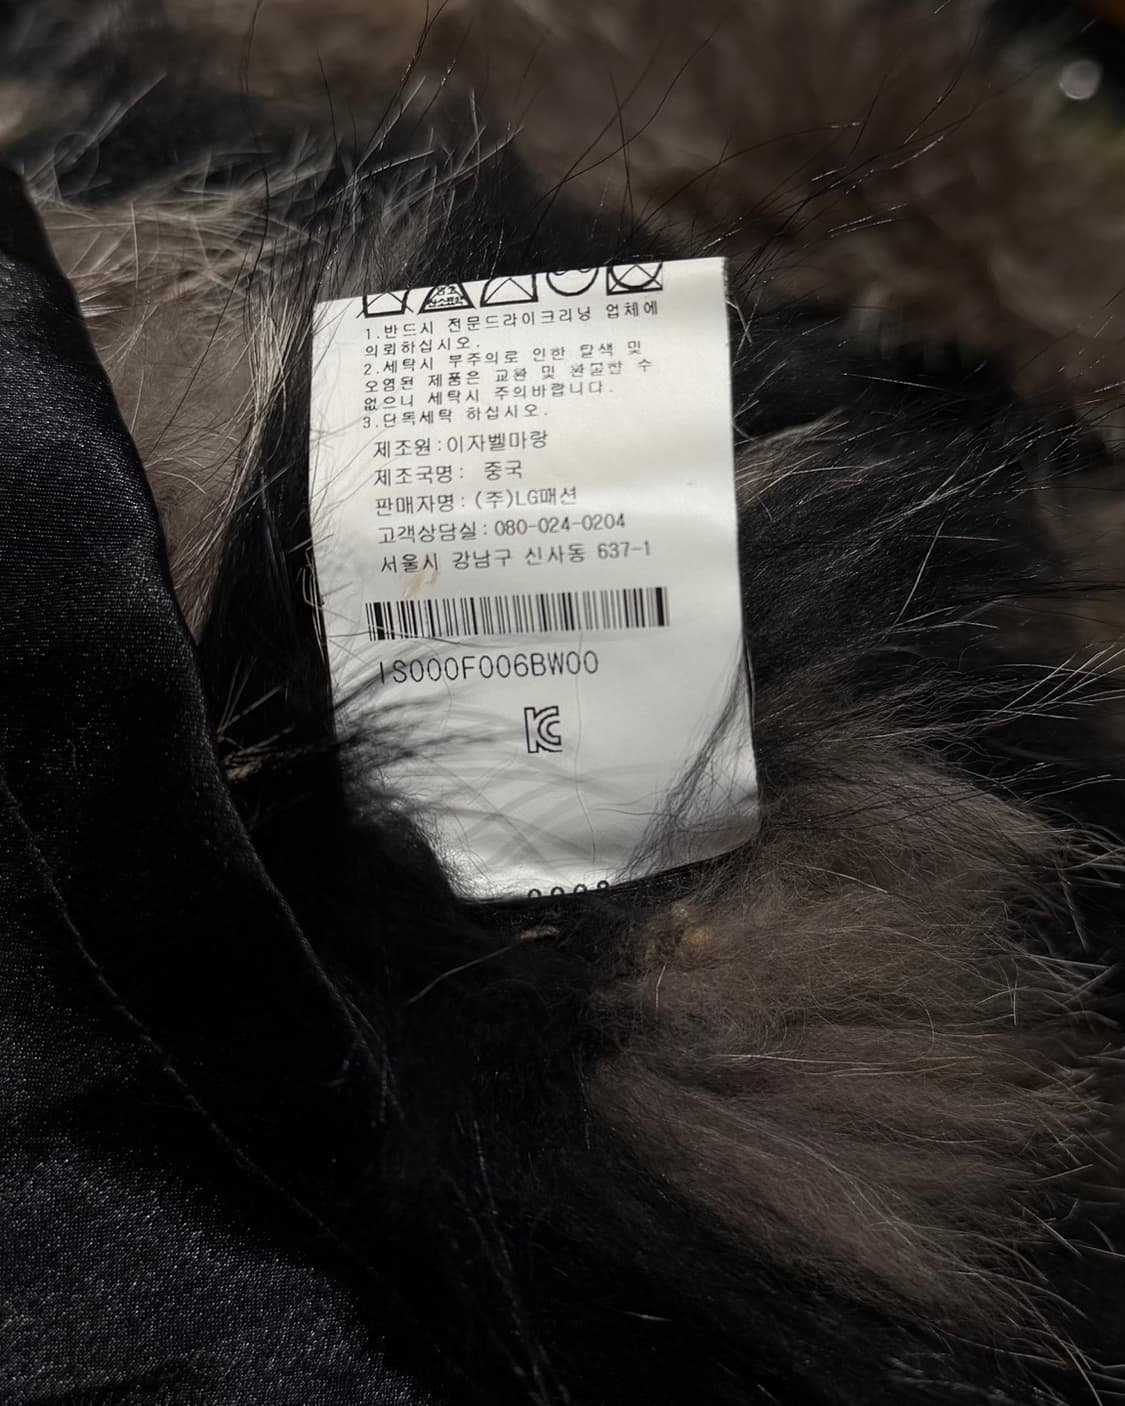 1.반드시 전문드라이크리닝 업체에
의뢰하십시오.
2.세탁시 부주의로 인한 탈색 및
오염된 제품은 교환 및 환불할 수
없으니 세탁시 주의바랍니다.
3.단독세탁 하십시오.
제조원:이자벨마랑
제조국명: 중국
판매자명:(주)LG패션
고객상담실:080-024-0204
서울시 강남구 신사동 637-1
IS000F006BW00